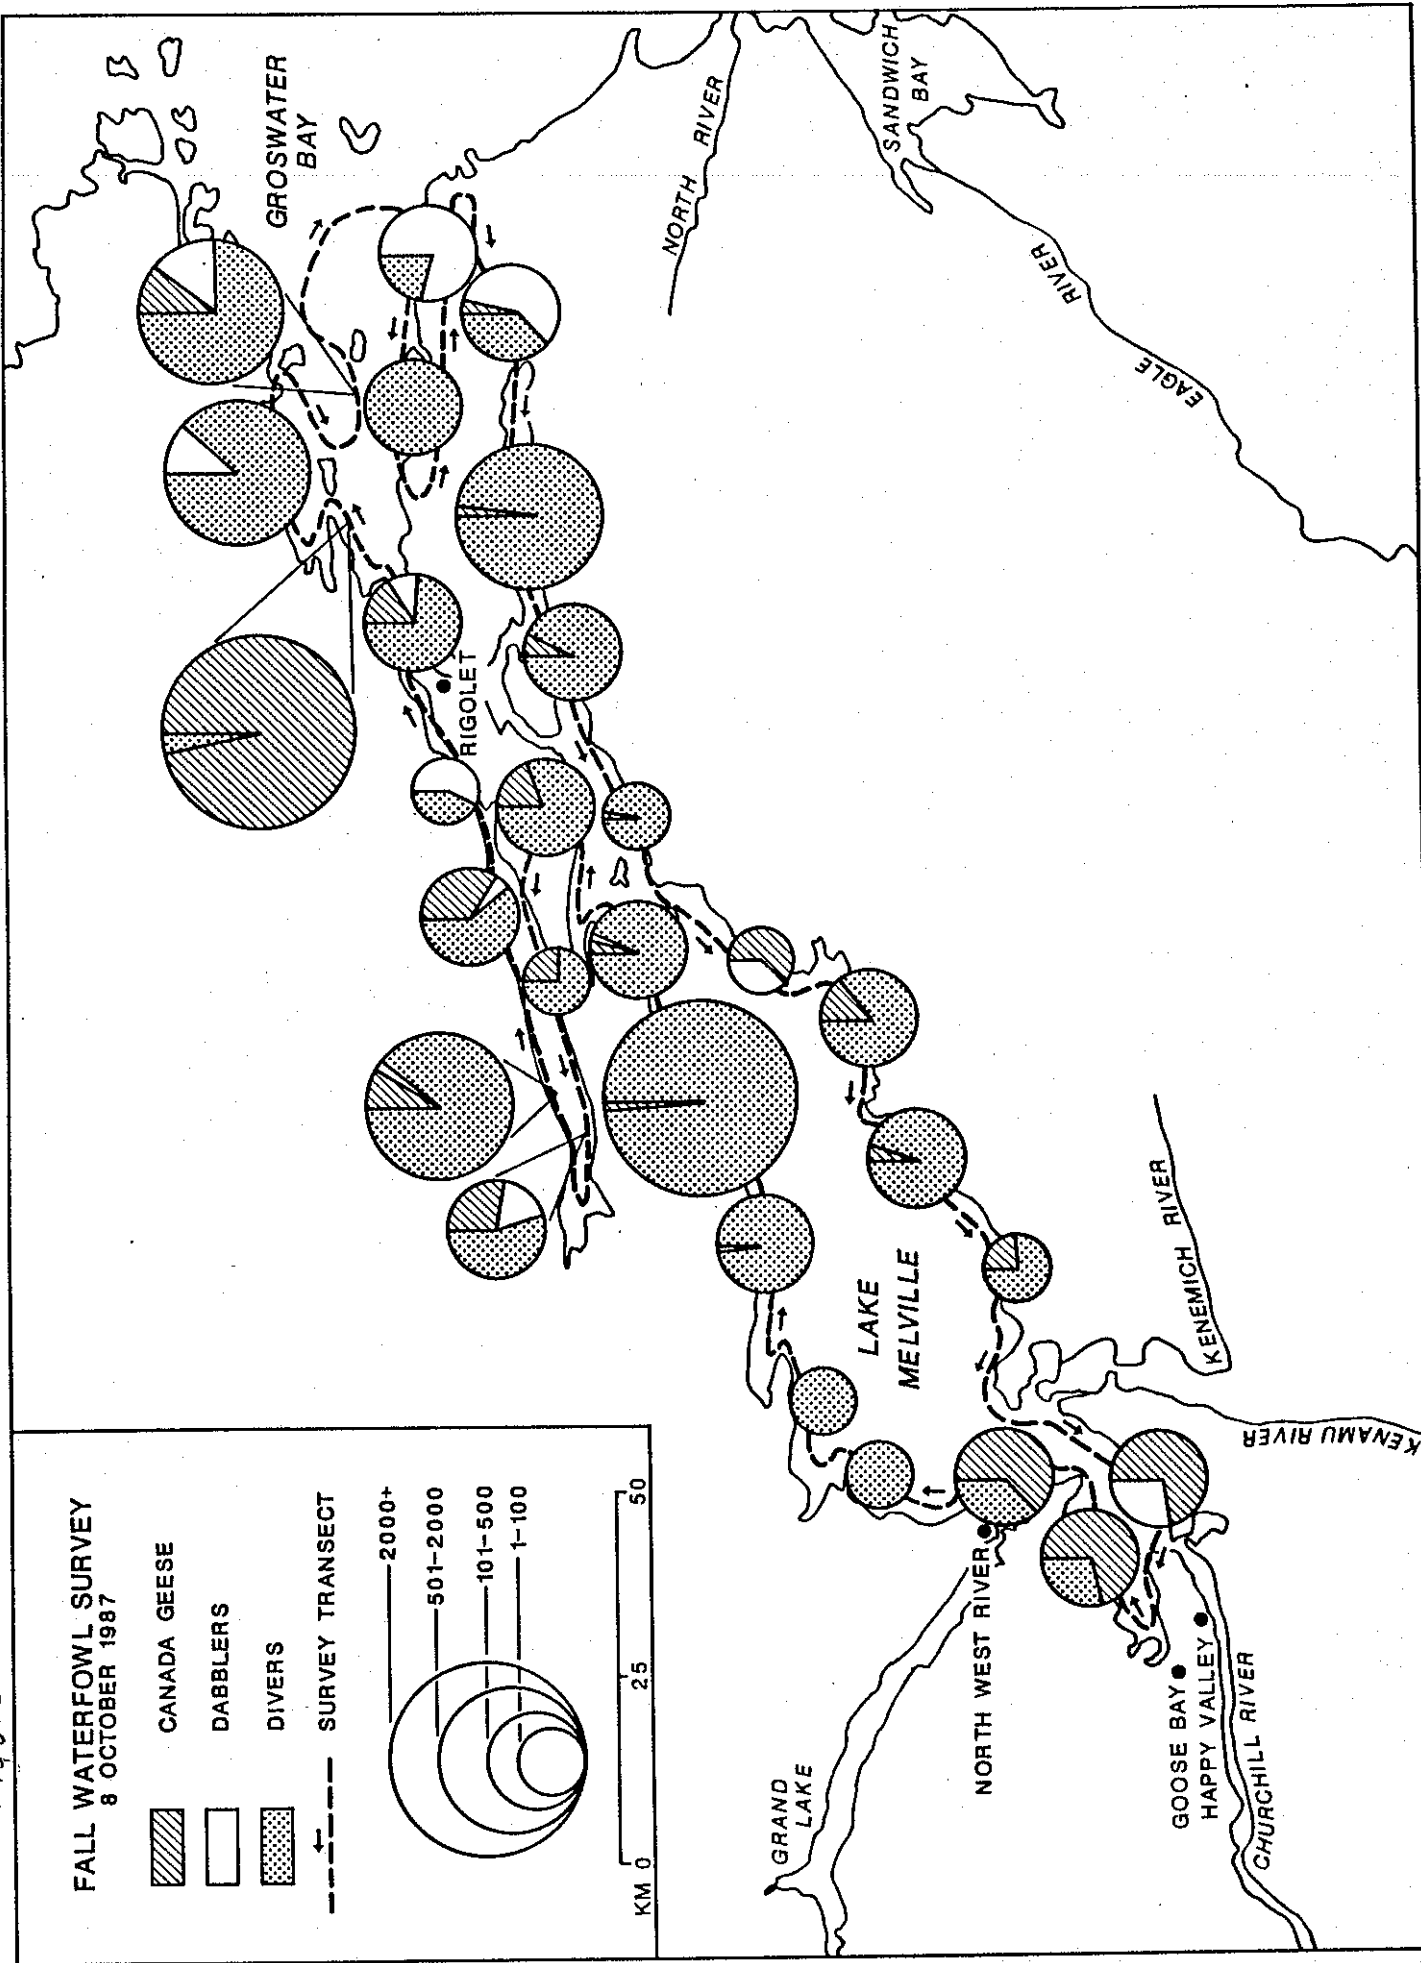 FALL WATERFOWL SURVEY
8 OCTOBER 1987
CANADA GEESE
DABBLERS
DIVERS
SURVEY TRANSECT
2000+
501-2000
101-500
1-100
KM 0 25 50
GROSWATER
BAY
NORTH RIVER
SANDWICH
BAY
EAGLE RIVER
RIGOLET
LAKE
MELVILLE
KENEMICH RIVER
KENAMU RIVER
GRAND
LAKE
NORTH WEST RIVER
GOOSE BAY
HAPPY VALLEY
CHURCHILL RIVER